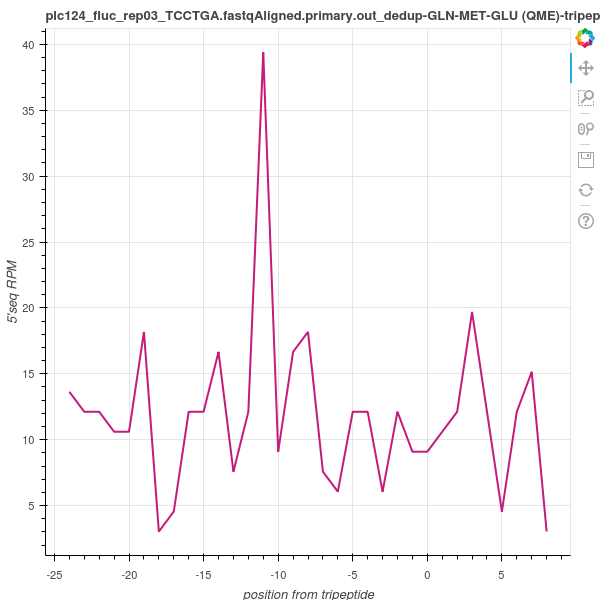 plc124_fluc_rep03_TCCTGA.fastqAligned.primary.out_dedup-GLN-MET-GLU (QME)-tripep
40
35
30
25
20
15
10
5
5'seq RPM
-25 -20 -15 -10 -5 0 5
position from tripeptide